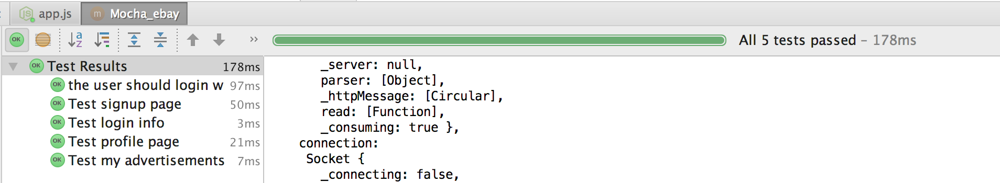 app.js
Mocha_ebay
OK
a
z
»
All 5 tests passed – 178ms
OK Test Results 178ms
OK the user should login w 97ms
OK Test signup page 50ms
OK Test login info 3ms
OK Test profile page 21ms
OK Test my advertisements 7ms
_server: null,
parser: [Object],
_httpMessage: [Circular],
read: [Function],
_consuming: true },
connection:
Socket {
_connecting: false,